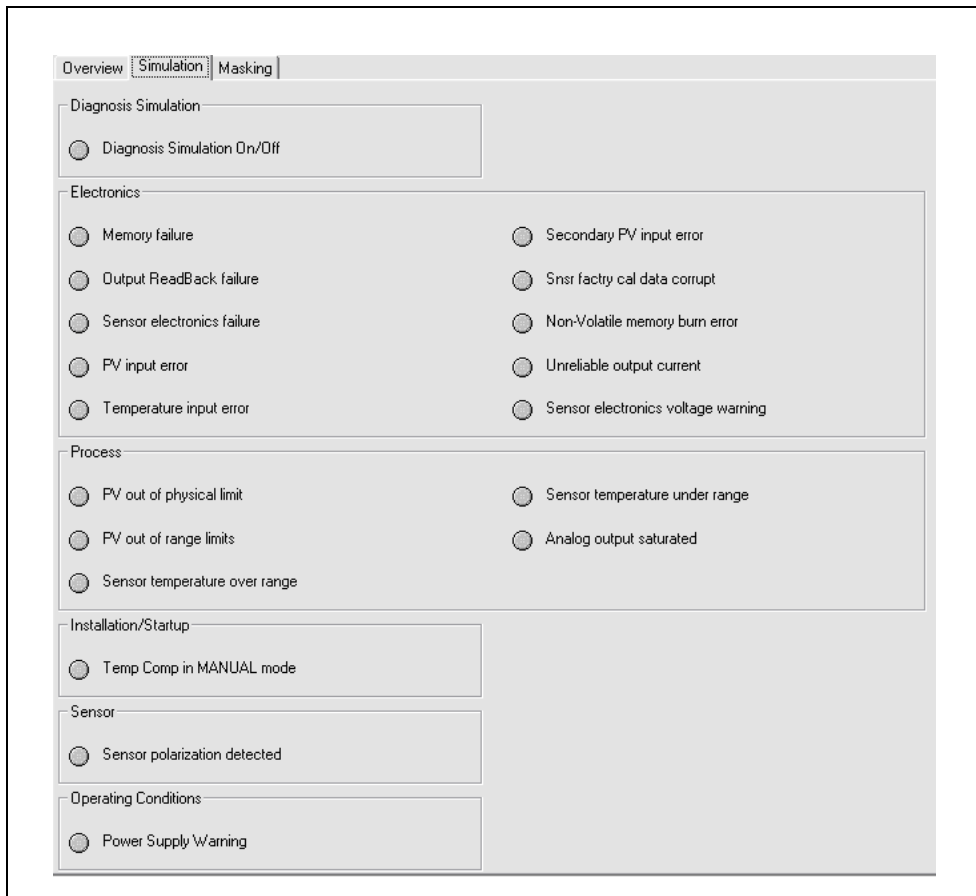 Overview Simulation Masking
Diagnosis Simulation
Diagnosis Simulation On/Off
Electronics
Memory failure
Output ReadBack failure
Sensor electronics failure
PV input error
Temperature input error
Secondary PV input error
Snsr factry cal data corrupt
Non-Volatile memory burn error
Unreliable output current
Sensor electronics voltage warning
Process
PV out of physical limit
PV out of range limits
Sensor temperature over range
Sensor temperature under range
Analog output saturated
Installation/Startup
Temp Comp in MANUAL mode
Sensor
Sensor polarization detected
Operating Conditions
Power Supply Warning